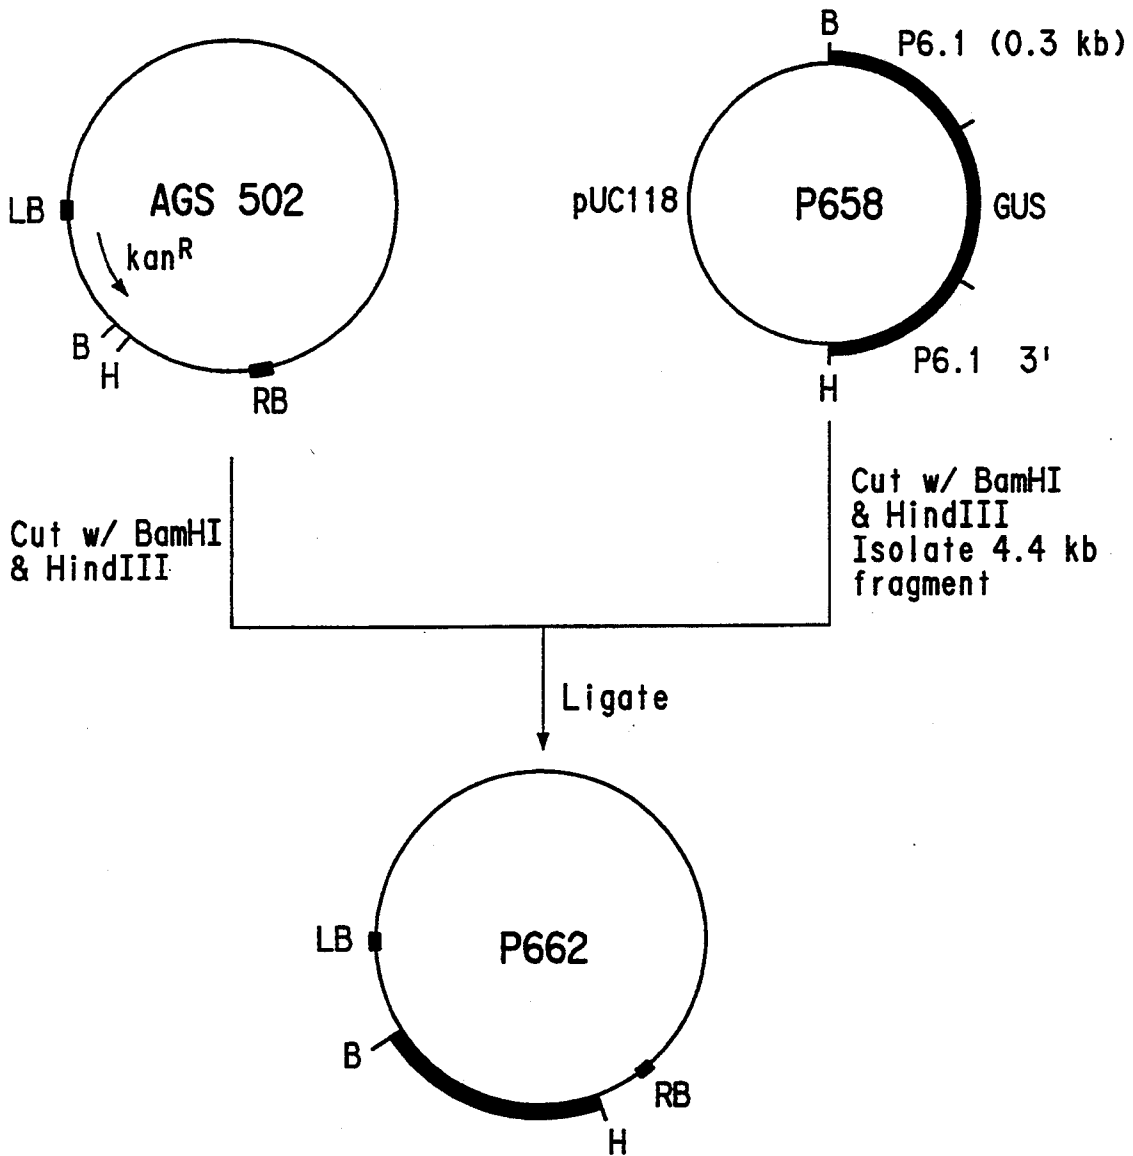 B
P6.1 (0.3 kb)
LB
AGS 502
kanR
B
H
RB
pUC118
P658
GUS
P6.1 3'
H
Cut w/ BamHI
& HindIII
Cut w/ BamHI
& HindIII
Isolate 4.4 kb
fragment
Ligate
LB
P662
B
RB
H